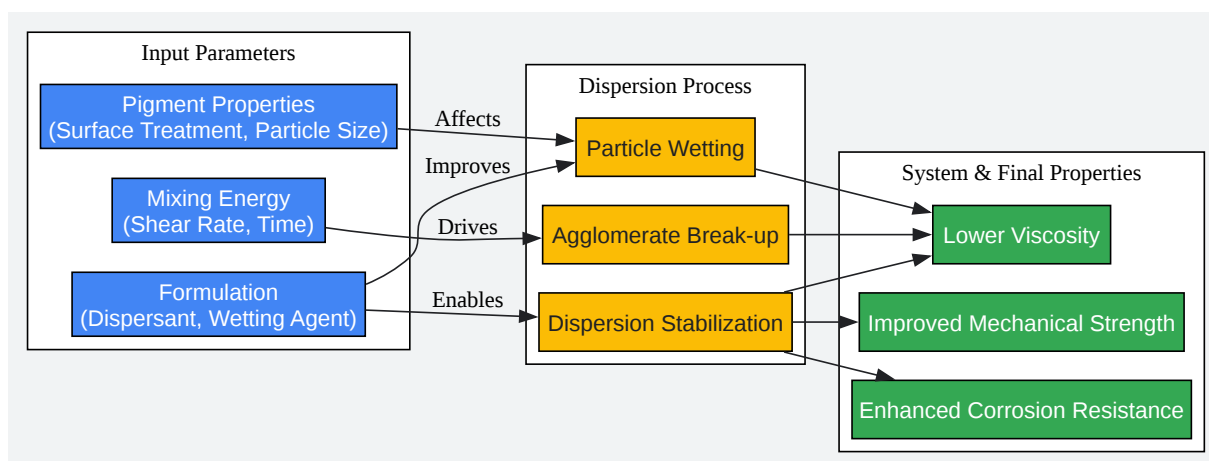 Input Parameters
Pigment Properties
(Surface Treatment, Particle Size)
Mixing Energy
(Shear Rate, Time)
Formulation
(Dispersant, Wetting Agent)
Affects
Improves
Drives
Enables
Dispersion Process
Particle Wetting
Agglomerate Break-up
Dispersion Stabilization
System & Final Properties
Lower Viscosity
Improved Mechanical Strength
Enhanced Corrosion Resistance